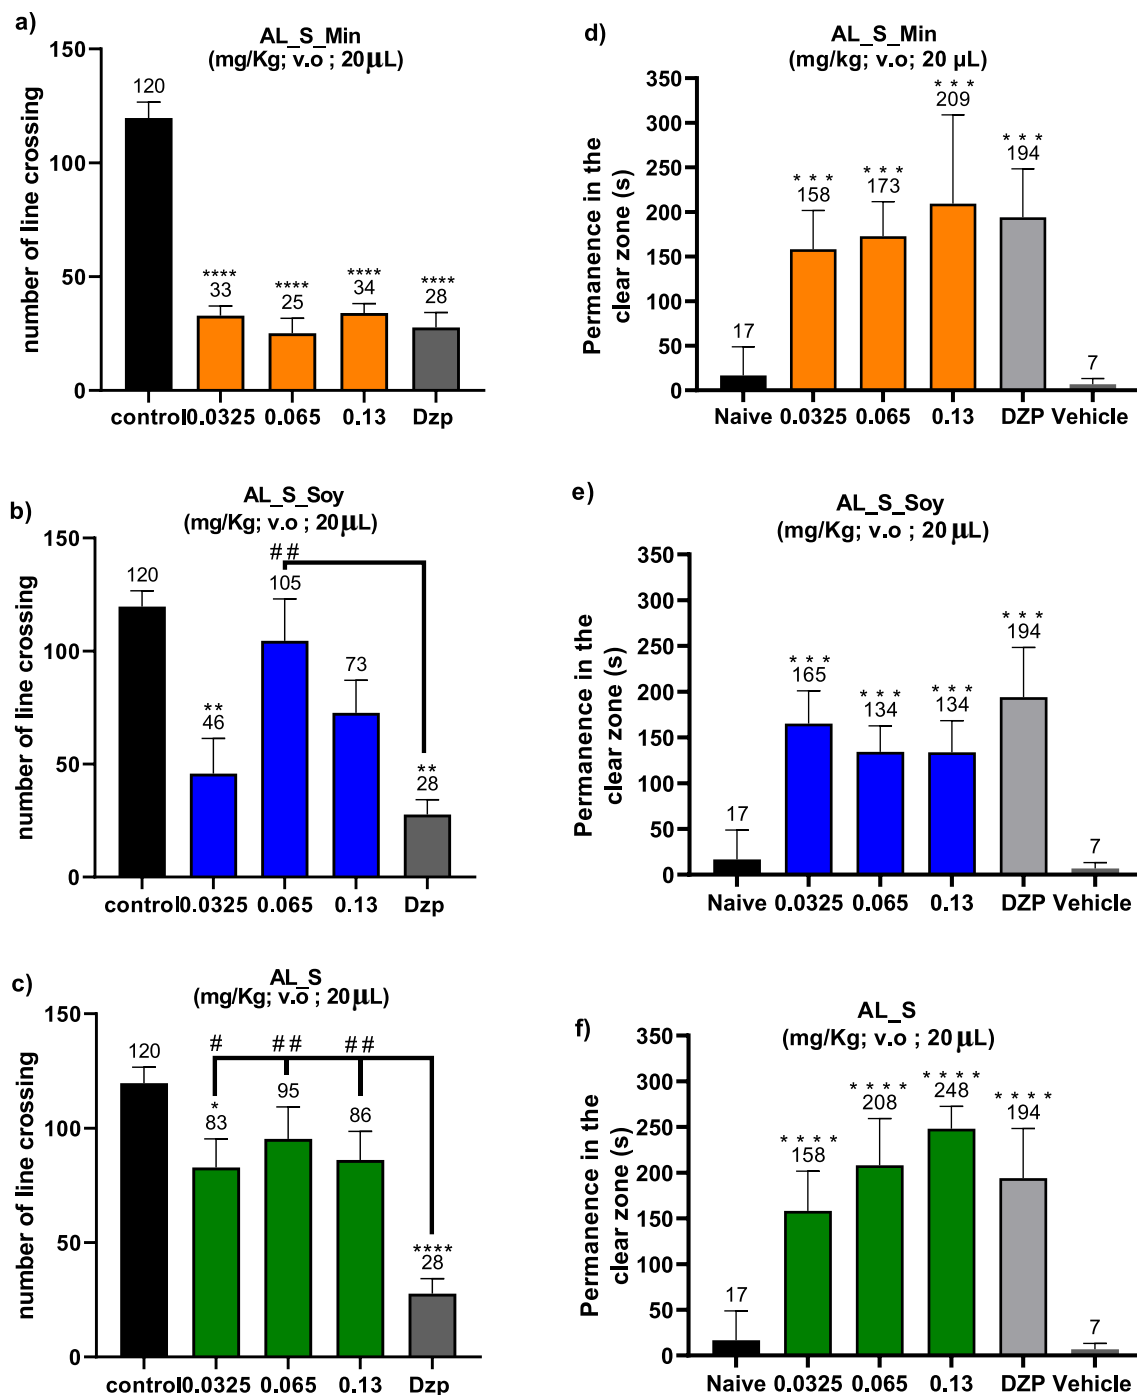 a)
AL_S_Min
(mg/Kg; v.o ; 20μL)
number of line crossing
150
100
50
0
120
****
33
****
25
****
34
****
28
control 0.0325 0.065 0.13 Dzp
d)
AL_S_Min
(mg/kg; v.o; 20 µL)
Permanence in the
clear zone (s)
350
300
250
200
150
100
50
0
17
***
158
***
173
***
209
***
194
7
Naive 0.0325 0.065 0.13 DZP Vehicle
b)
AL_S_Soy
(mg/Kg; v.o ; 20μL)
number of line crossing
150
100
50
0
120
**
46
##
105
73
**
28
control 0.0325 0.065 0.13 Dzp
e)
AL_S_Soy
(mg/Kg; v.o ; 20μL)
Permanence in the
clear zone (s)
350
300
250
200
150
100
50
0
17
***
165
***
134
***
134
***
194
7
Naive 0.0325 0.065 0.13 DZP Vehicle
c)
AL_S
(mg/Kg; v.o ; 20μL)
number of line crossing
150
100
50
0
120
# ## ##
*
83
95
86
****
28
control 0.0325 0.065 0.13 Dzp
f)
AL_S
(mg/Kg; v.o ; 20μL)
Permanence in the
clear zone (s)
350
300
250
200
150
100
50
0
17
****
158
****
208
****
248
****
194
7
Naive 0.0325 0.065 0.13 DZP Vehicle